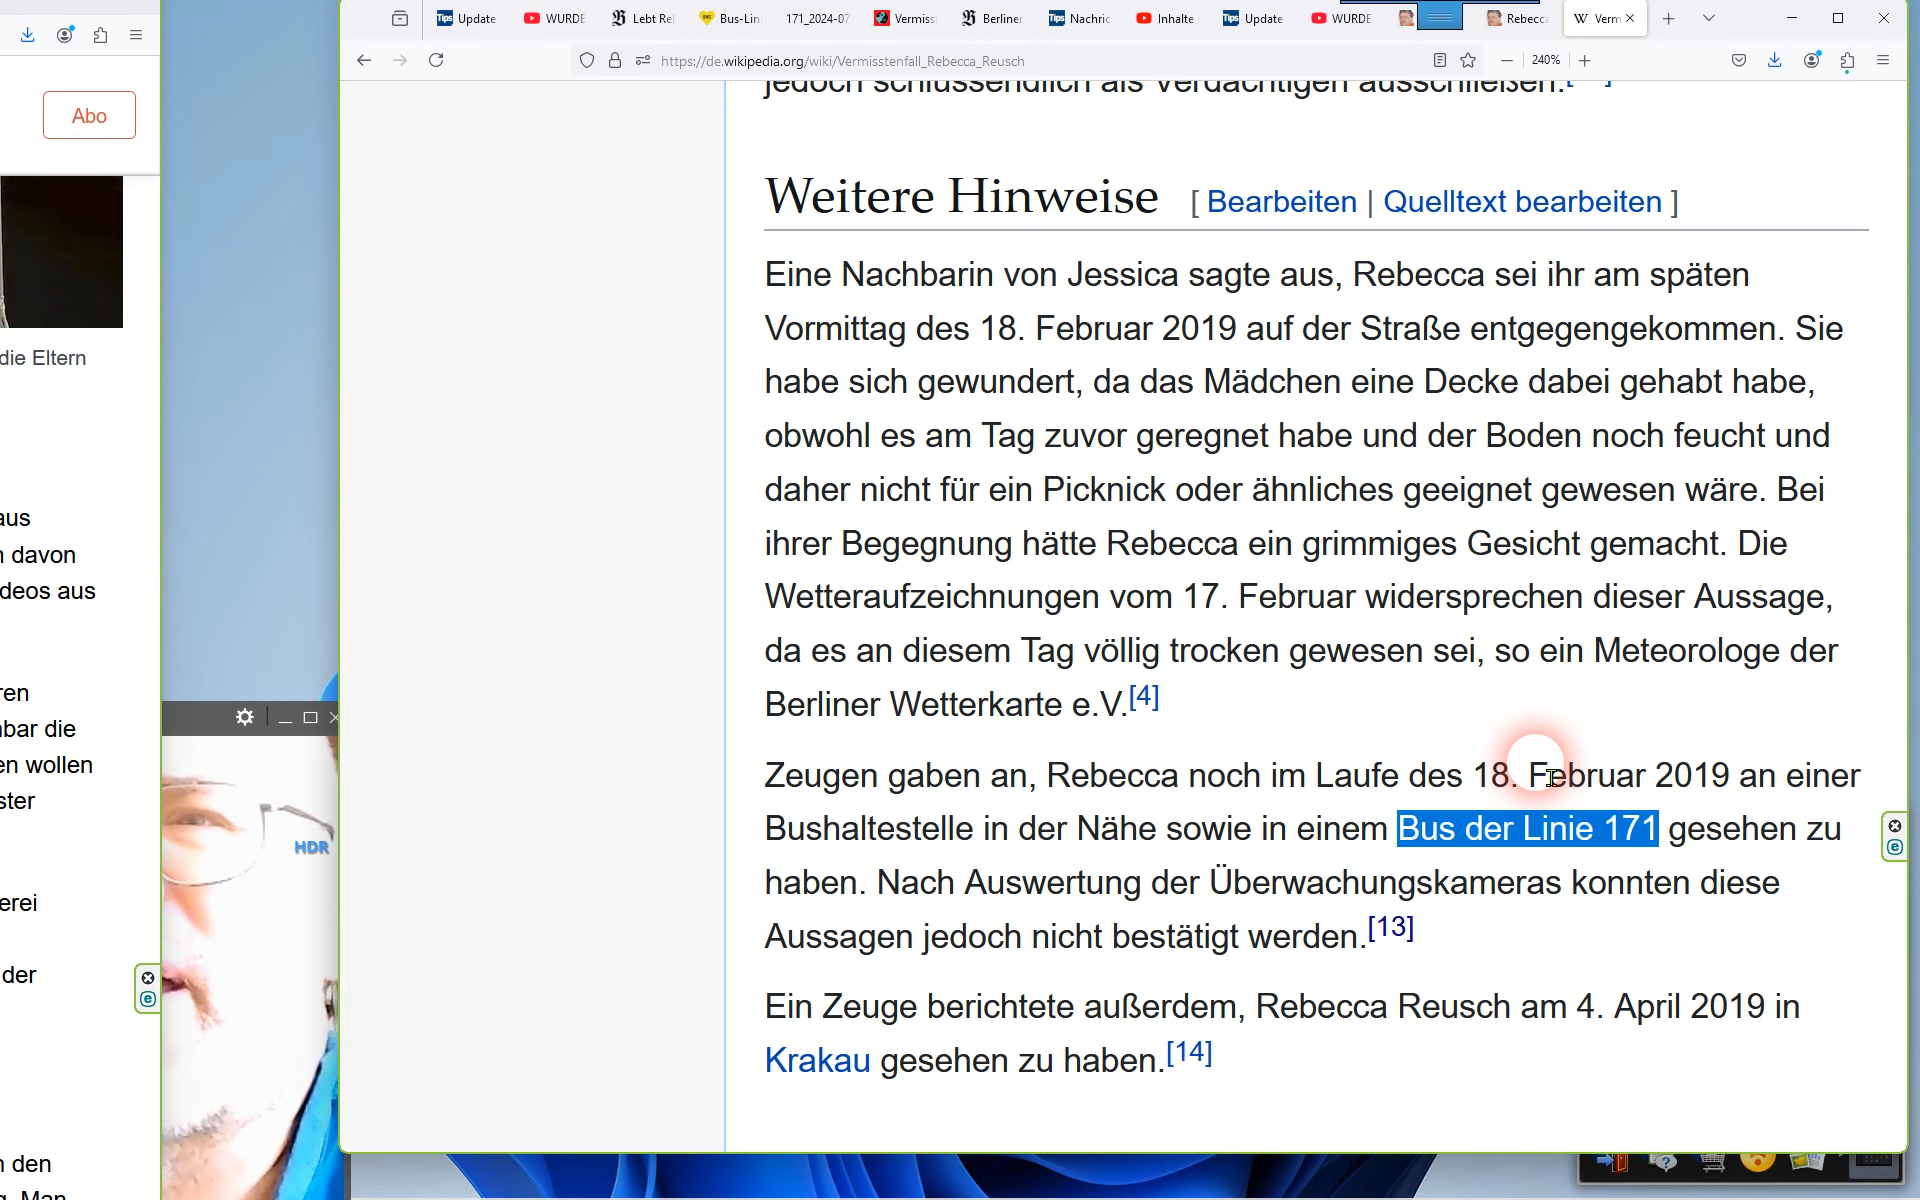 Update
WURDE
Lebt Re
Bus-Lin
171_2024-07
Vermiss
Berliner
Nachric
Inhalte
Update
WURDE
Rebecca
Verm
https://de.wikipedia.org/wiki/Vermisstenfall_Rebecca_Reusch
240%
Abo
die Eltern
aus
davon
deos aus
ren
bar die
en wollen
ster
erei
der
den
Man
HDR
jedoch schlussendlich als Verdächtigen ausschließen.
Weitere Hinweise [ Bearbeiten | Quelltext bearbeiten ]
Eine Nachbarin von Jessica sagte aus, Rebecca sei ihr am späten
Vormittag des 18. Februar 2019 auf der Straße entgegengekommen. Sie
habe sich gewundert, da das Mädchen eine Decke dabei gehabt habe,
obwohl es am Tag zuvor geregnet habe und der Boden noch feucht und
daher nicht für ein Picknick oder ähnliches geeignet gewesen wäre. Bei
ihrer Begegnung hätte Rebecca ein grimmiges Gesicht gemacht. Die
Wetteraufzeichnungen vom 17. Februar widersprechen dieser Aussage,
da es an diesem Tag völlig trocken gewesen sei, so ein Meteorologe der
Berliner Wetterkarte e.V.[4]
Zeugen gaben an, Rebecca noch im Laufe des 18. Februar 2019 an einer
Bushaltestelle in der Nähe sowie in einem Bus der Linie 171 gesehen zu
haben. Nach Auswertung der Überwachungskameras konnten diese
Aussagen jedoch nicht bestätigt werden.[13]
Ein Zeuge berichtete außerdem, Rebecca Reusch am 4. April 2019 in
Krakau gesehen zu haben.[14]